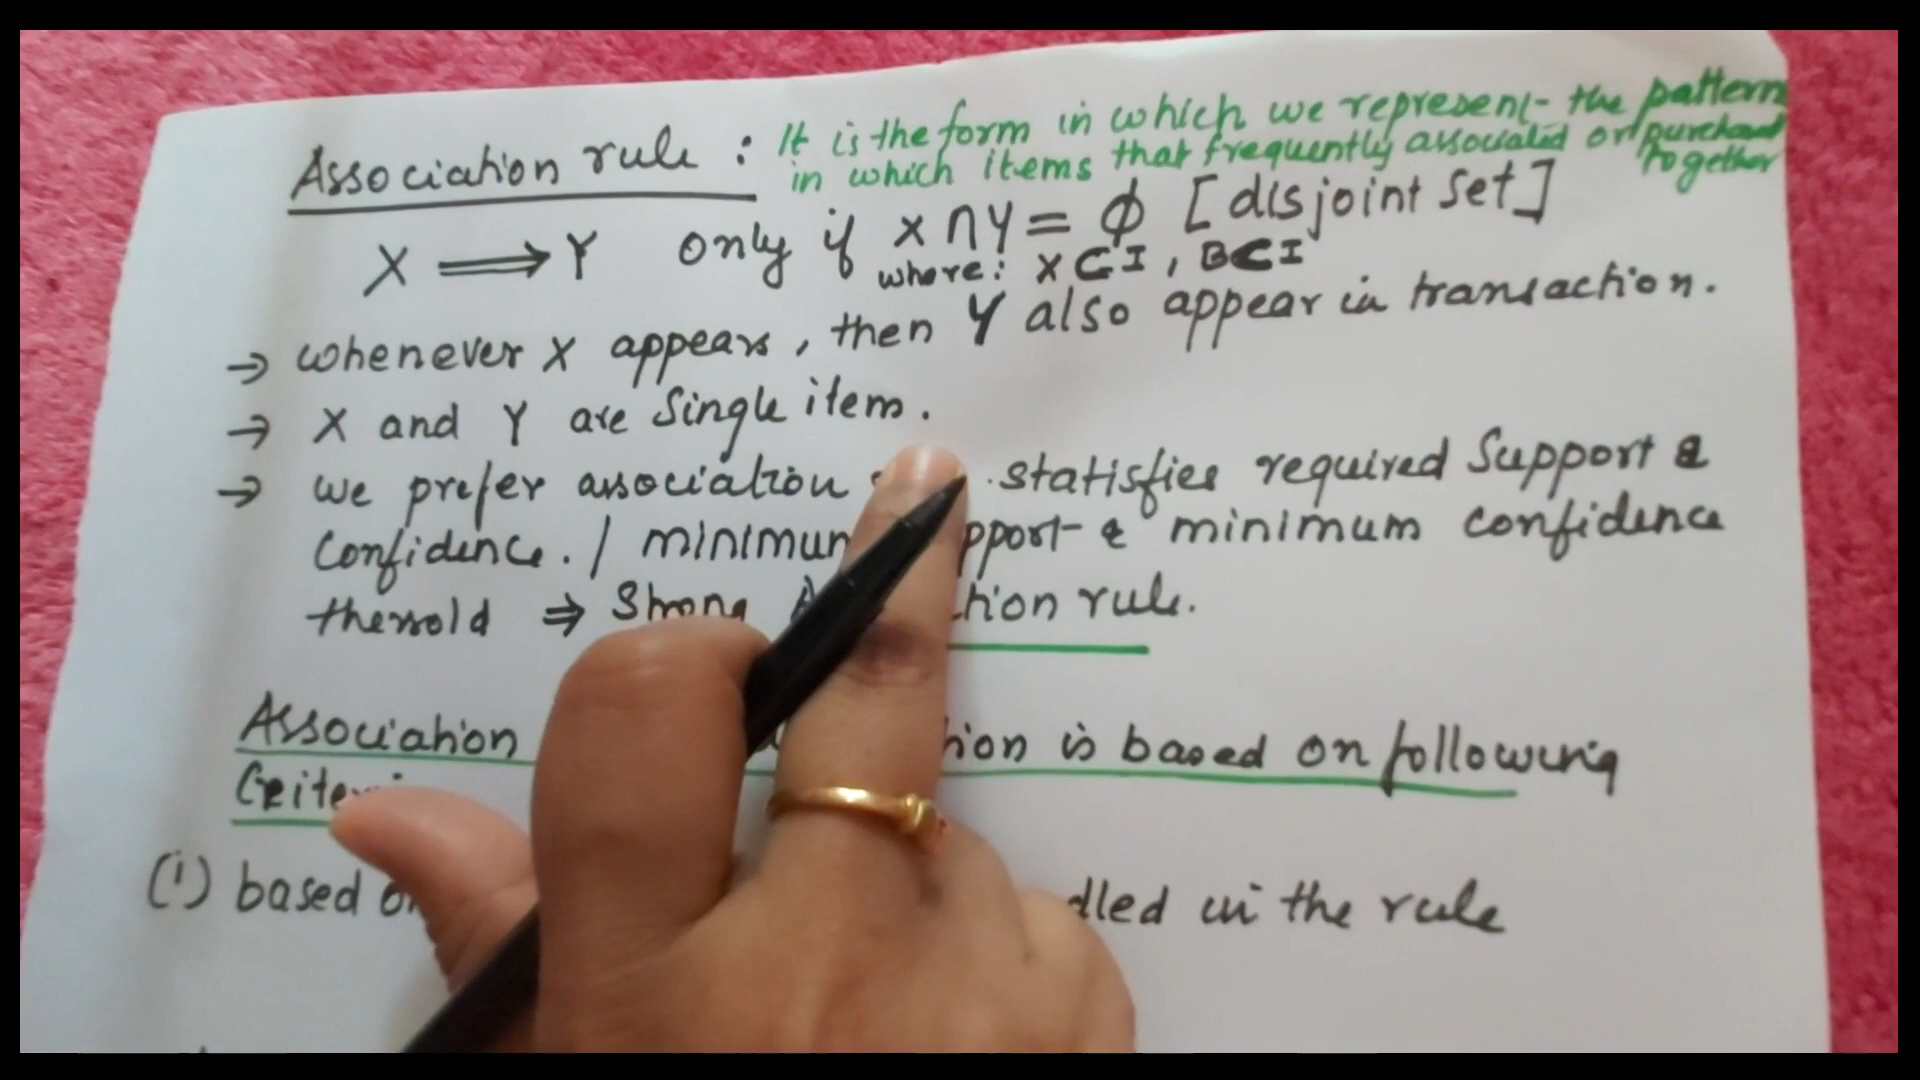 Association rule : It is the form in which we represent the pattern
in which items that frequently associated or purchased
together
X ⟹ Y only if X ∩ Y = ϕ [disjoint set]
where: X ⊂ I, B ⊂ I
→ whenever X appears, then Y also appear in transaction.
→ X and Y are Single item.
→ we prefer association statisfies required Support &
Confidence. / minimum pport & minimum confidence
thersold ⇒ Strong tion rule.
Association tion is based on following
Criteri
(i) based on dled in the rule